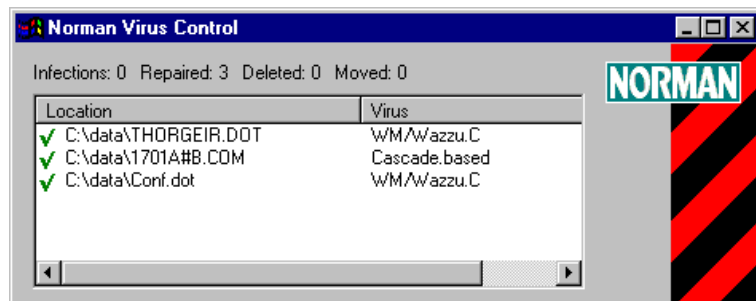 Norman Virus Control
Infections: 0 Repaired: 3 Deleted: 0 Moved: 0
NORMAN
Location Virus
C:\data\THORGEIR.DOT WM/Wazzu.C
C:\data\1701A#B.COM Cascade.based
C:\data\Conf.dot WM/Wazzu.C